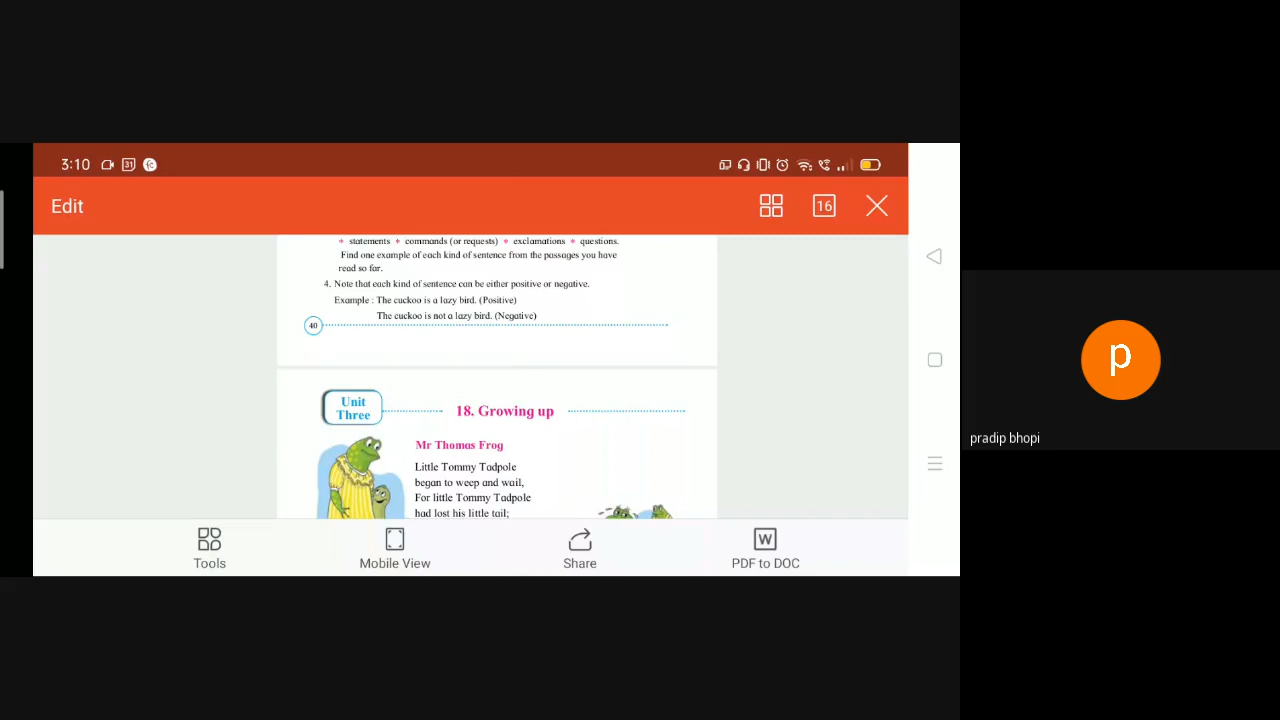 3:10 31
Edit 16
* statements * commands (or requests) * exclamations * questions.
Find one example of each kind of sentence from the passages you have
read so far.
4. Note that each kind of sentence can be either positive or negative.
Example : The cuckoo is a lazy bird. (Positive)
The cuckoo is not a lazy bird. (Negative)
40
Unit
Three
18. Growing up
Mr Thomas Frog
Little Tommy Tadpole
began to weep and wail,
For little Tommy Tadpole
had lost his little tail;
Tools Mobile View Share W PDF to DOC
p
pradip bhopi